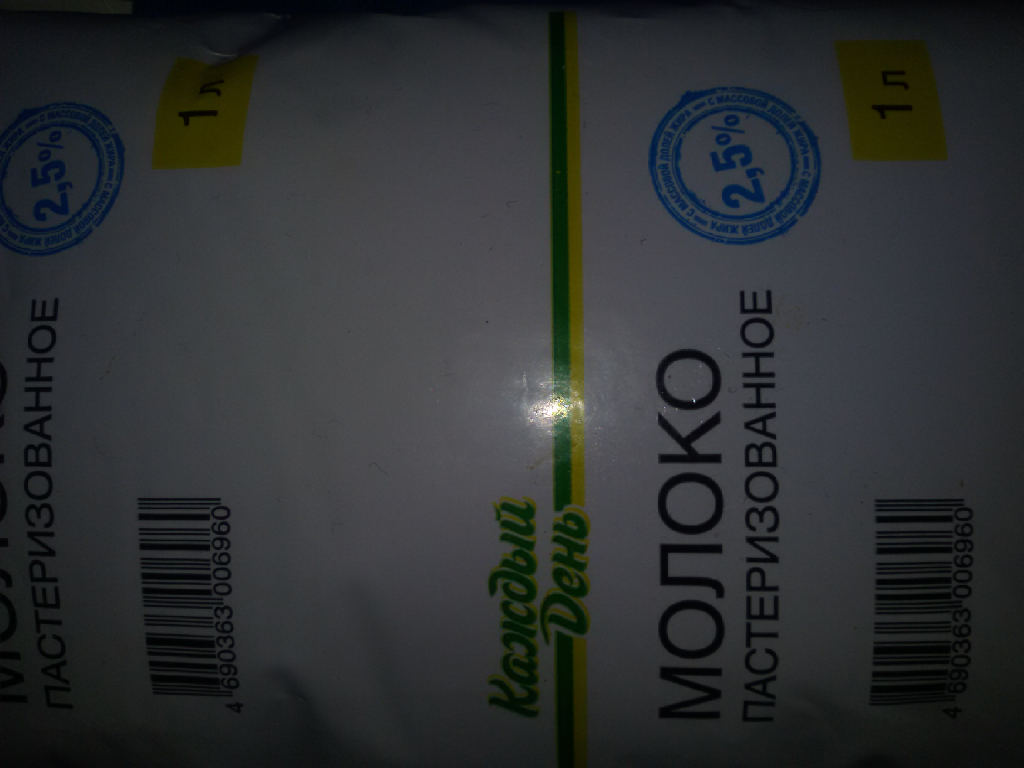 Каждый
День
МОЛОКО
ПАСТЕРИЗОВАННОЕ
С МАССОВОЙ ДОЛЕЙ ЖИРА — С МАССОВОЙ ДОЛЕЙ ЖИРА —
2,5%
1 л
4 690363 006960
ПАСТЕРИЗОВАННОЕ
2,5%
1 л
4 690363 006960